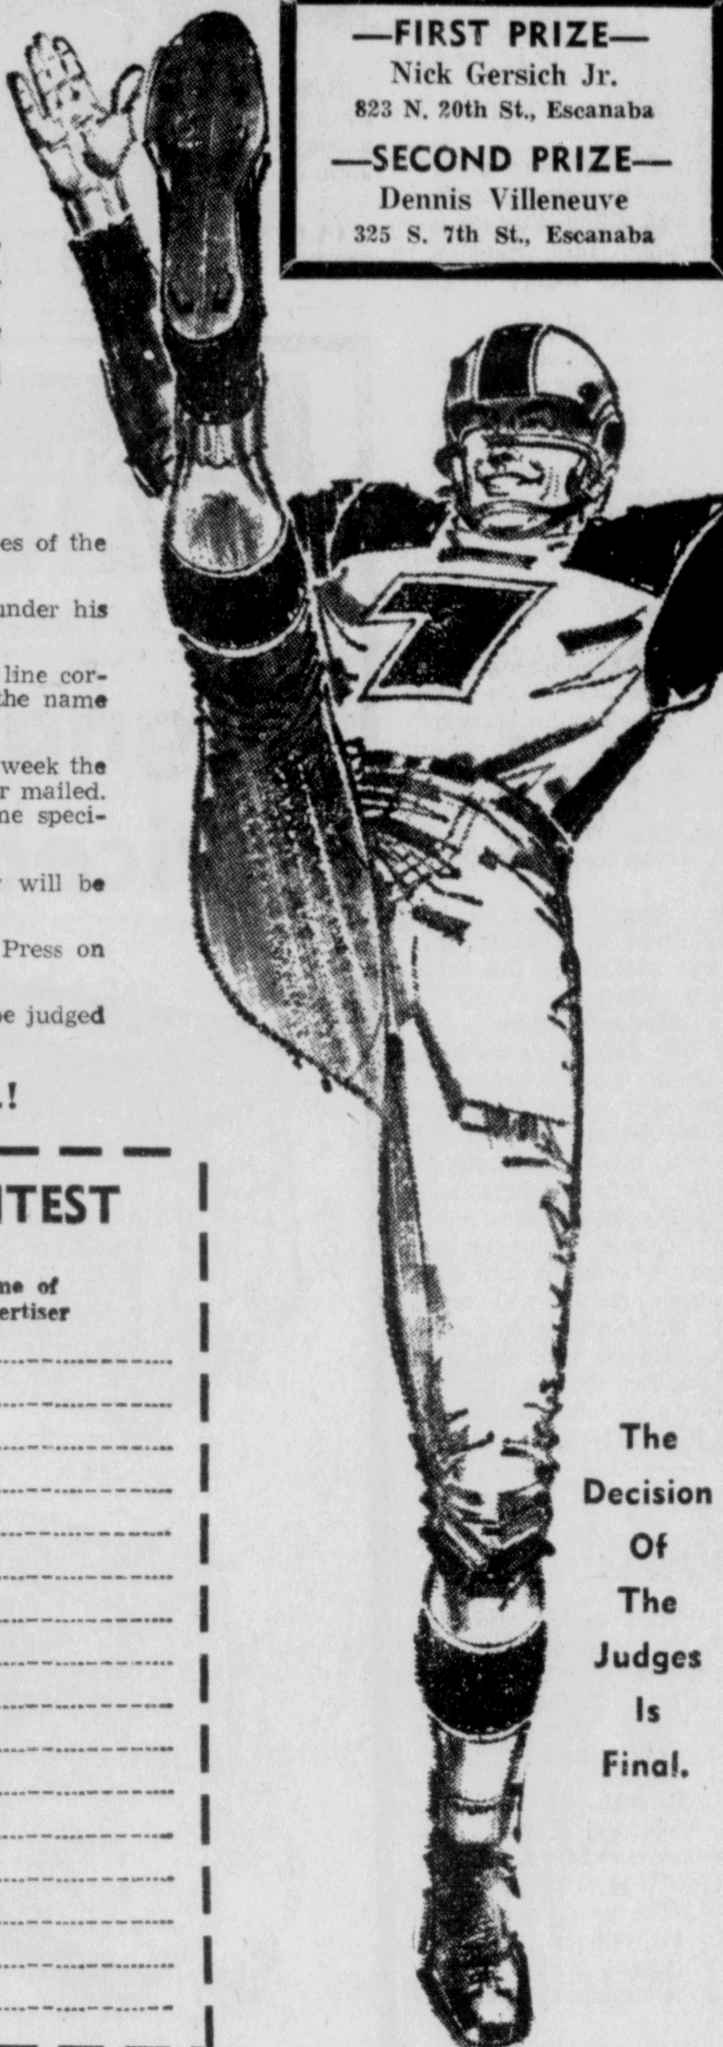 —FIRST PRIZE—
Nick Gersich Jr.
823 N. 20th St., Escanaba
—SECOND PRIZE—
Dennis Villeneuve
325 S. 7th St., Escanaba
7
es of the
under his
line cor-
the name
week the
r mailed.
me speci-
will be
Press on
be judged
.!
TEST
me of
ertiser
The
Decision
Of
The
Judges
Is
Final.